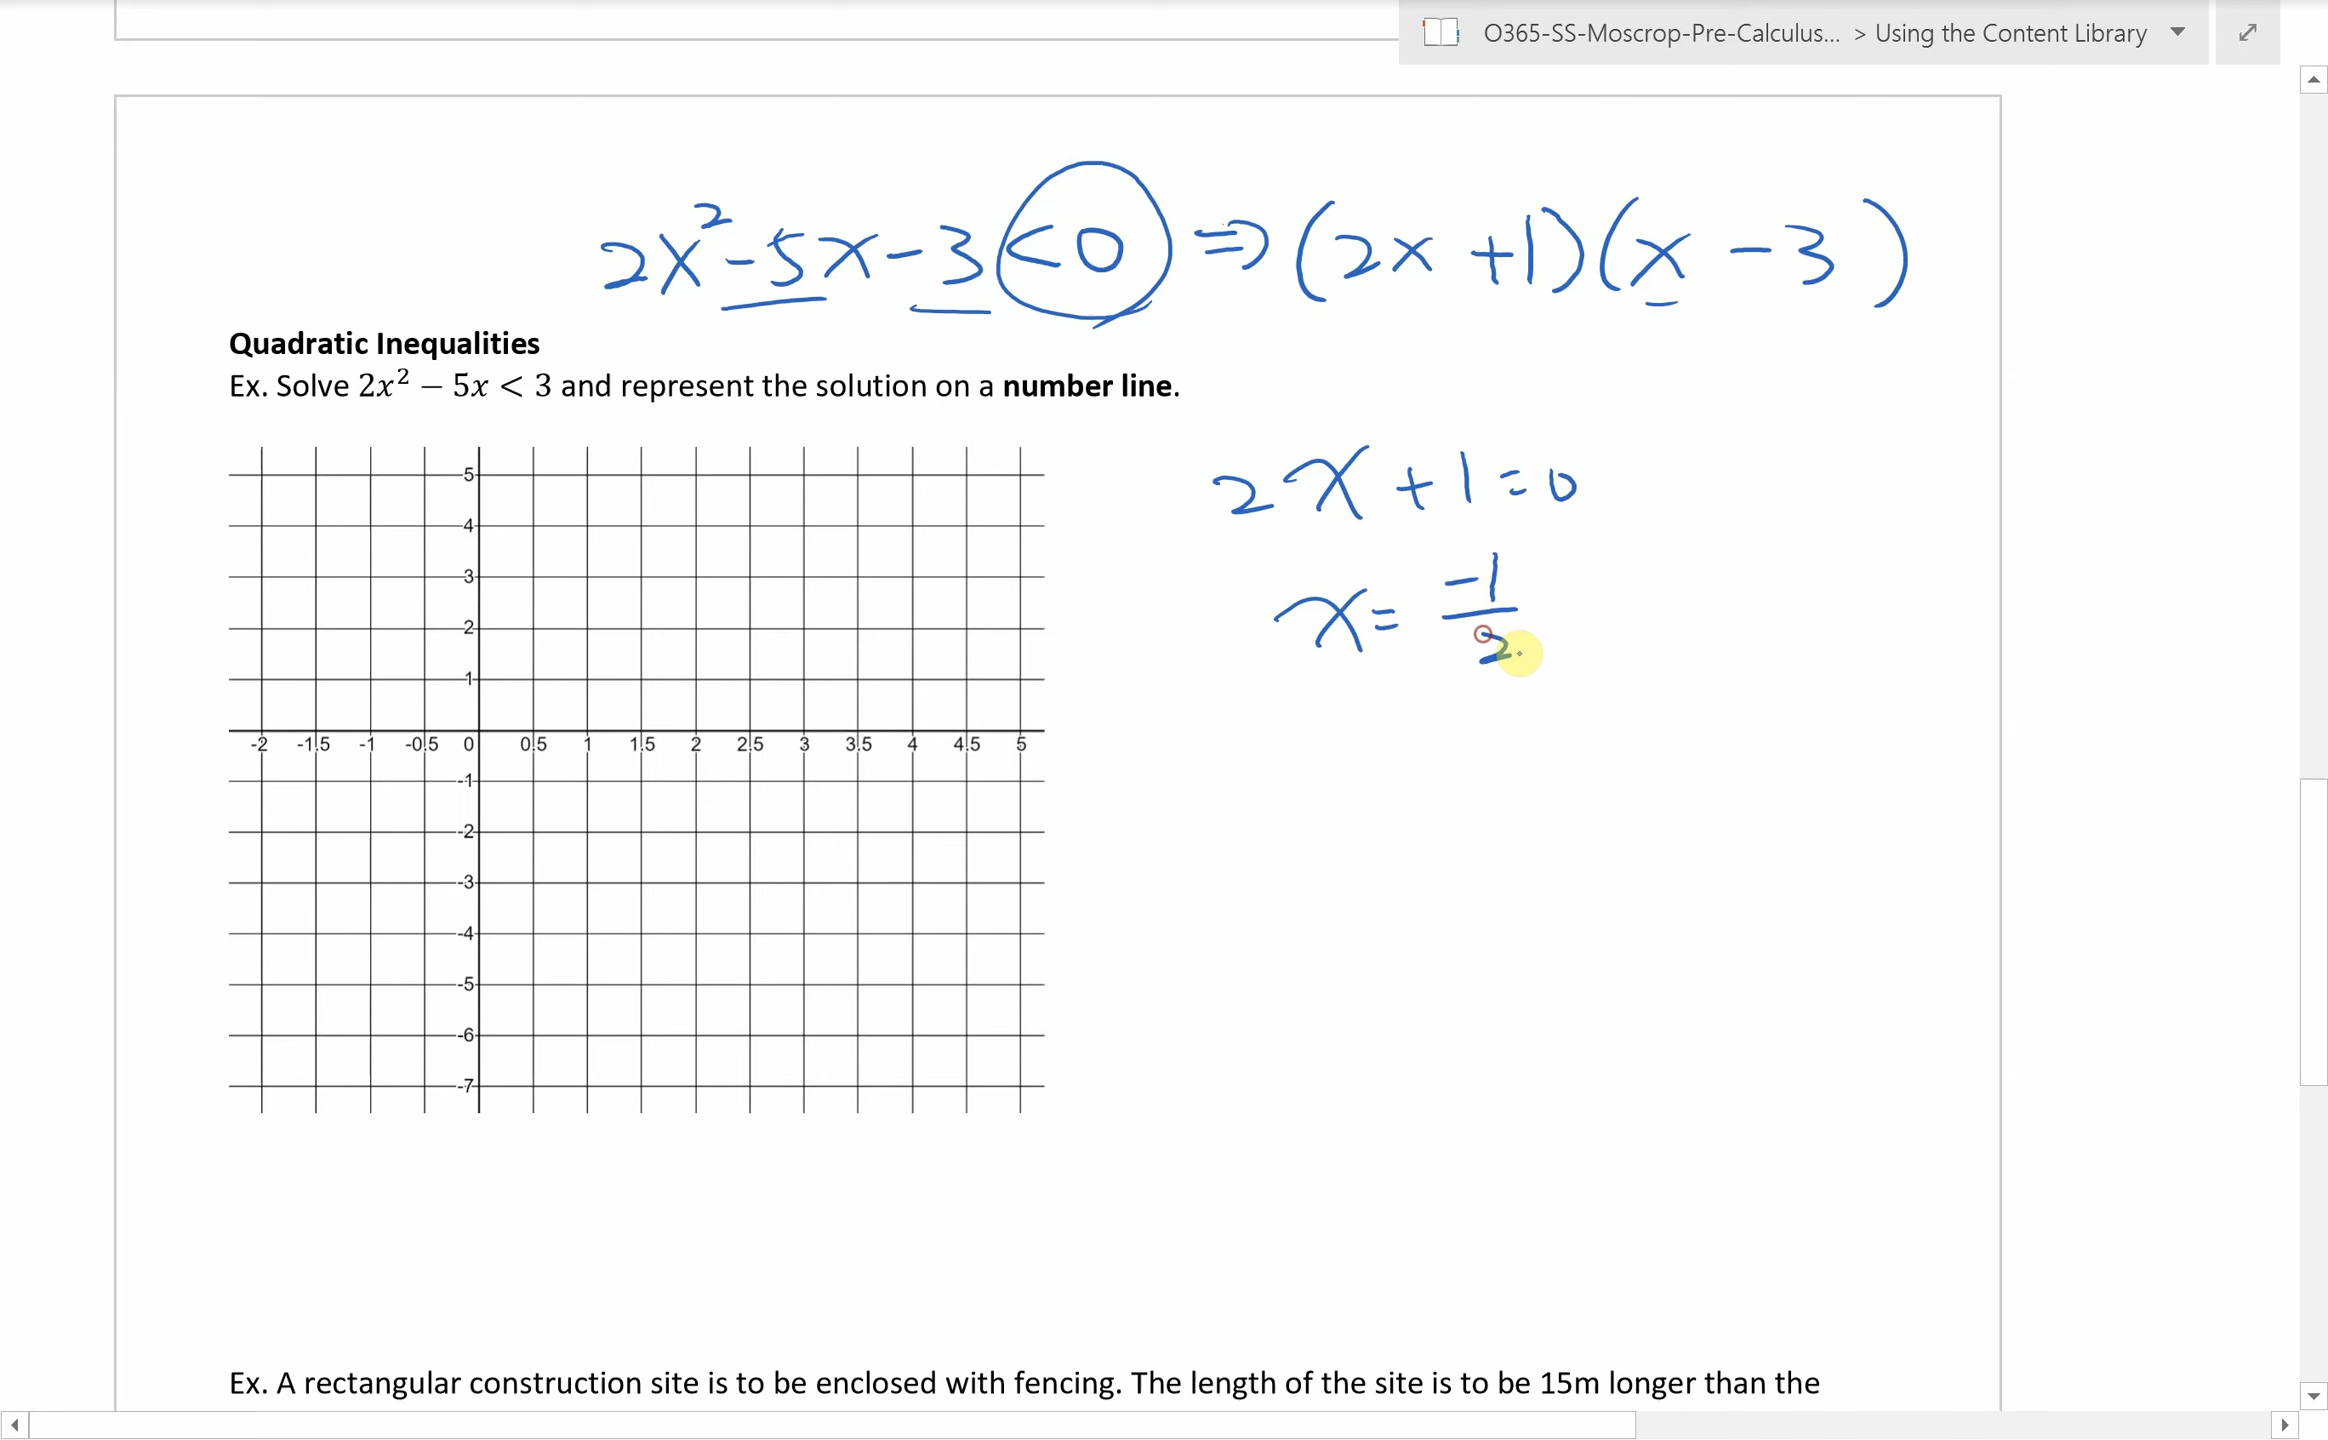 O365-SS-Moscrop-Pre-Calculus... > Using the Content Library
2x² - 5x - 3 < 0 ⇒ (2x + 1)(x - 3)
Quadratic Inequalities
Ex. Solve 2x² − 5x < 3 and represent the solution on a number line.
2x + 1 = 0
x = -1/2
5
4
3
2
1
-2 -1.5 -1 -0.5 0 0.5 1 1.5 2 2.5 3 3.5 4 4.5 5
-1
-2
-3
-4
-5
-6
-7
Ex. A rectangular construction site is to be enclosed with fencing. The length of the site is to be 15m longer than the